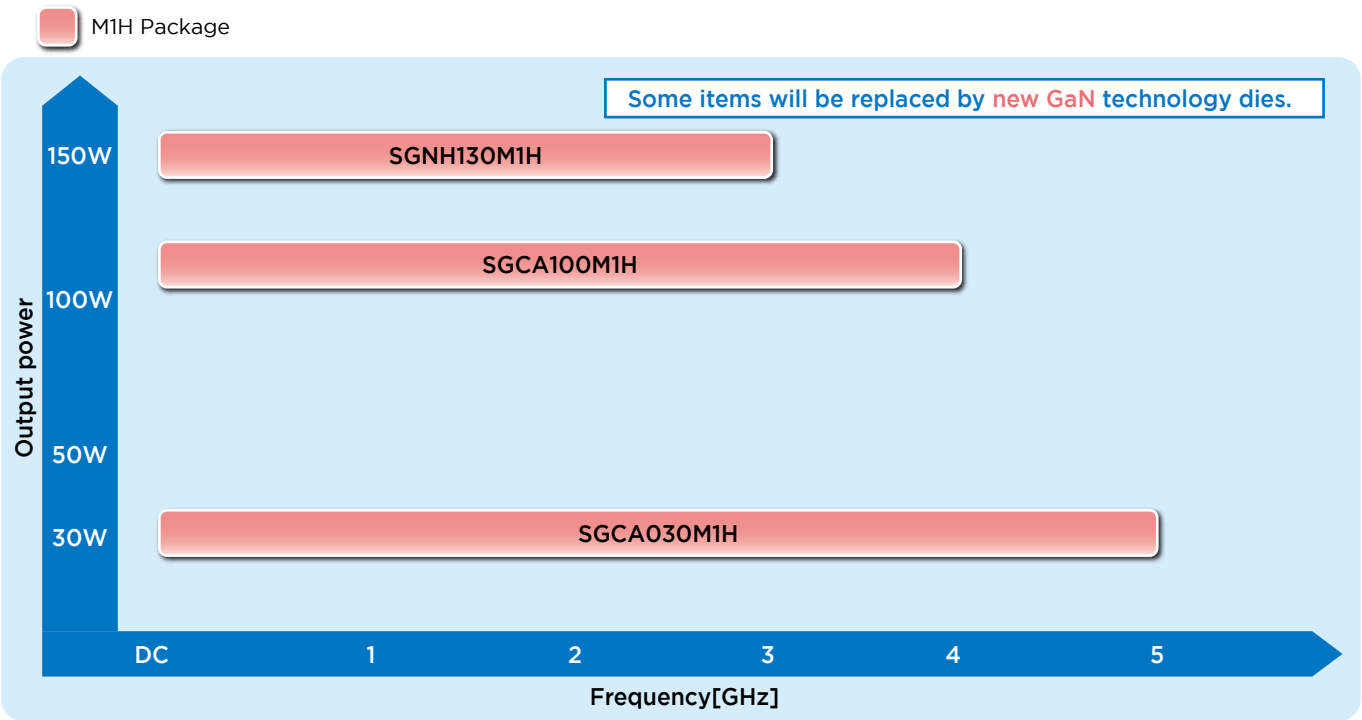 M1H Package
Some items will be replaced by new GaN technology dies.
150W
SGNH130M1H
SGCA100M1H
100W
Output power
50W
30W
SGCA030M1H
DC 1 2 3 4 5
Frequency[GHz]